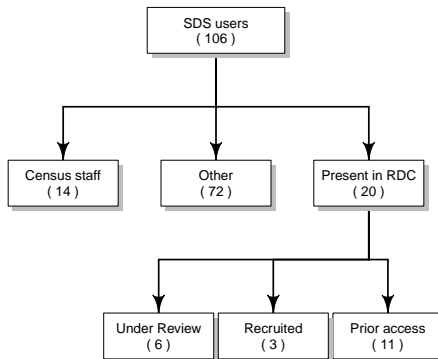 SDS users
( 106 )
Census staff
( 14 )
Other
( 72 )
Present in RDC
( 20 )
Under Review
( 6 )
Recruited
( 3 )
Prior access
( 11 )